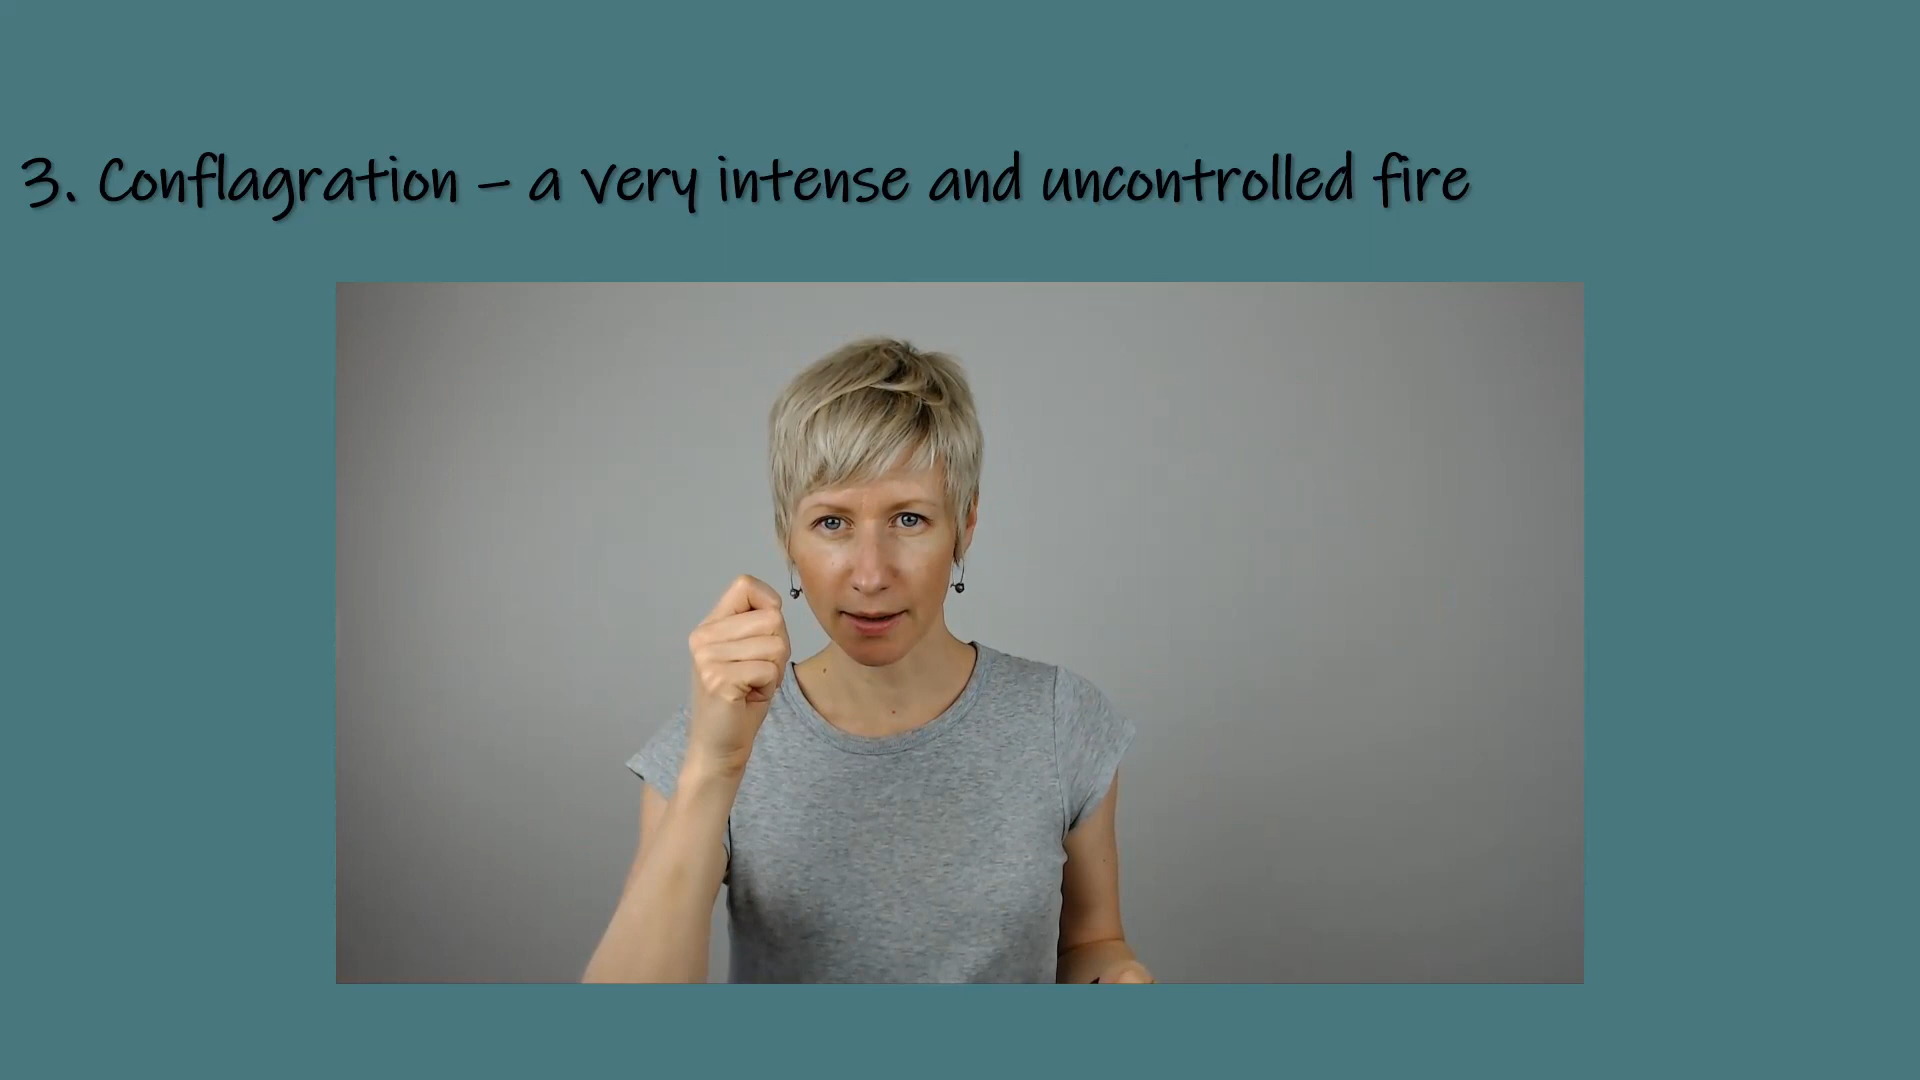 3. Conflagration – a very intense and uncontrolled fire